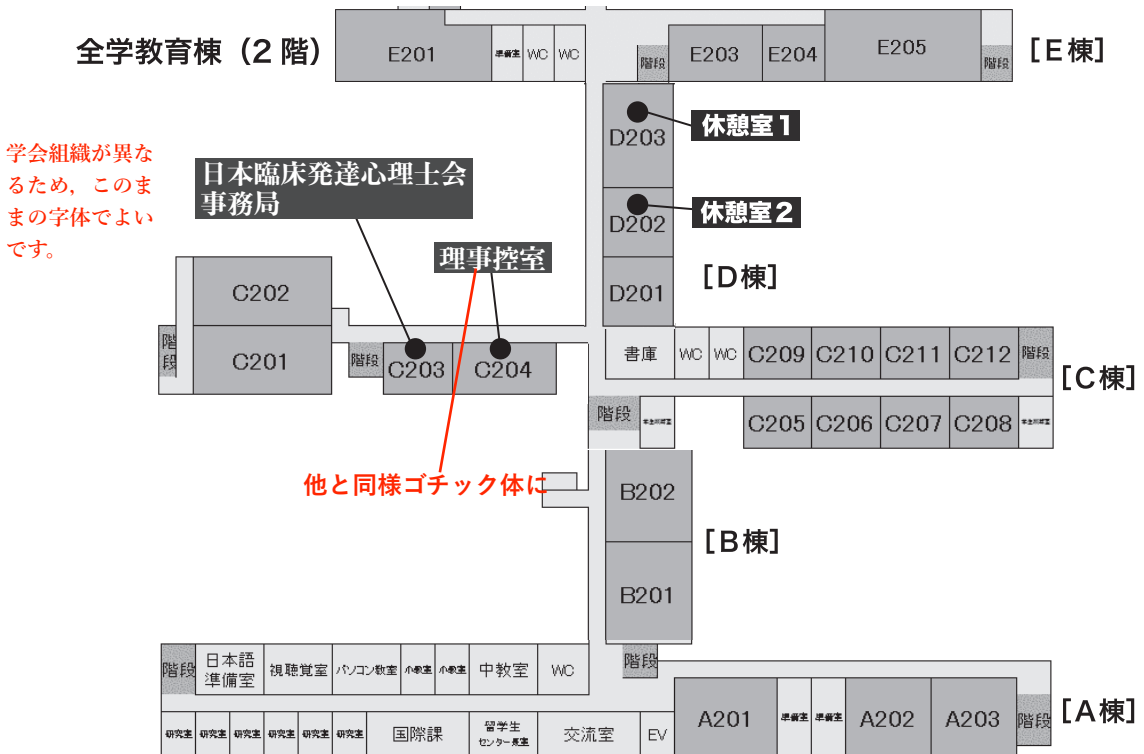 全学教育棟（2階）
E201
準備室
WC
WC
階段
E203
E204
E205
階段
[E棟]
D203
休憩室1
学会組織が異な
るため，このま
まの字体でよい
です。
日本臨床発達心理士会
事務局
D202
休憩室2
理事控室
[D棟]
D201
C202
階段
C201
階段
C203
C204
書庫
WC
WC
C209
C210
C211
C212
階段
[C棟]
階段
C205
C206
C207
C208
他と同様ゴチック体に
B202
[B棟]
B201
階段
日本語
準備室
視聴覚室
パソコン教室
小教室
小教室
中教室
WC
階段
研究室
研究室
研究室
研究室
研究室
研究室
国際課
留学生
センター長室
交流室
EV
A201
準備室
準備室
A202
A203
階段
[A棟]